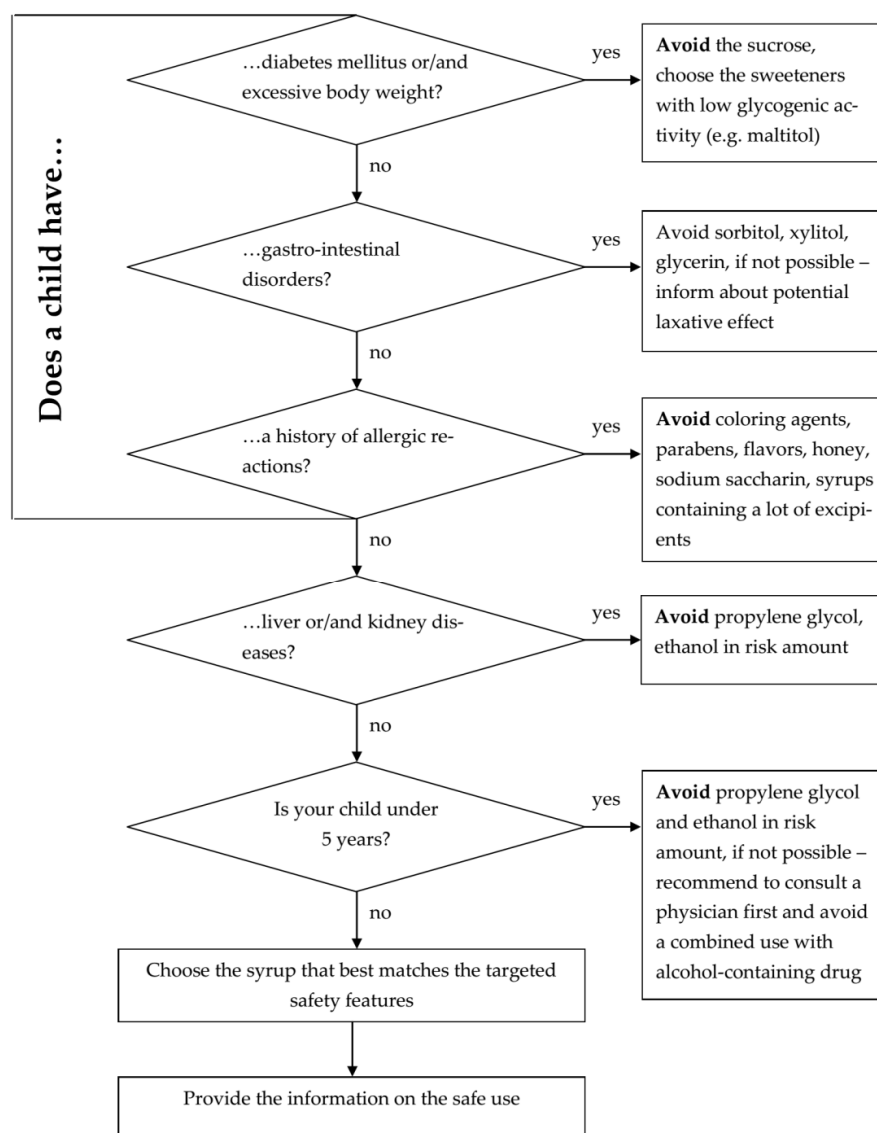 Does a child have…
…diabetes mellitus or/and
excessive body weight?
yes
Avoid the sucrose,
choose the sweeteners
with low glycogenic ac-
tivity (e.g. maltitol)
no
…gastro-intestinal
disorders?
yes
Avoid sorbitol, xylitol,
glycerin, if not possible –
inform about potential
laxative effect
no
…a history of allergic re-
actions?
yes
Avoid coloring agents,
parabens, flavors, honey,
sodium saccharin, syrups
containing a lot of excipi-
ents
no
…liver or/and kidney dis-
eases?
yes
Avoid propylene glycol,
ethanol in risk amount
no
Is your child under
5 years?
yes
Avoid propylene glycol
and ethanol in risk
amount, if not possible –
recommend to consult a
physician first and avoid
a combined use with
alcohol-containing drug
no
Choose the syrup that best matches the targeted
safety features
Provide the information on the safe use